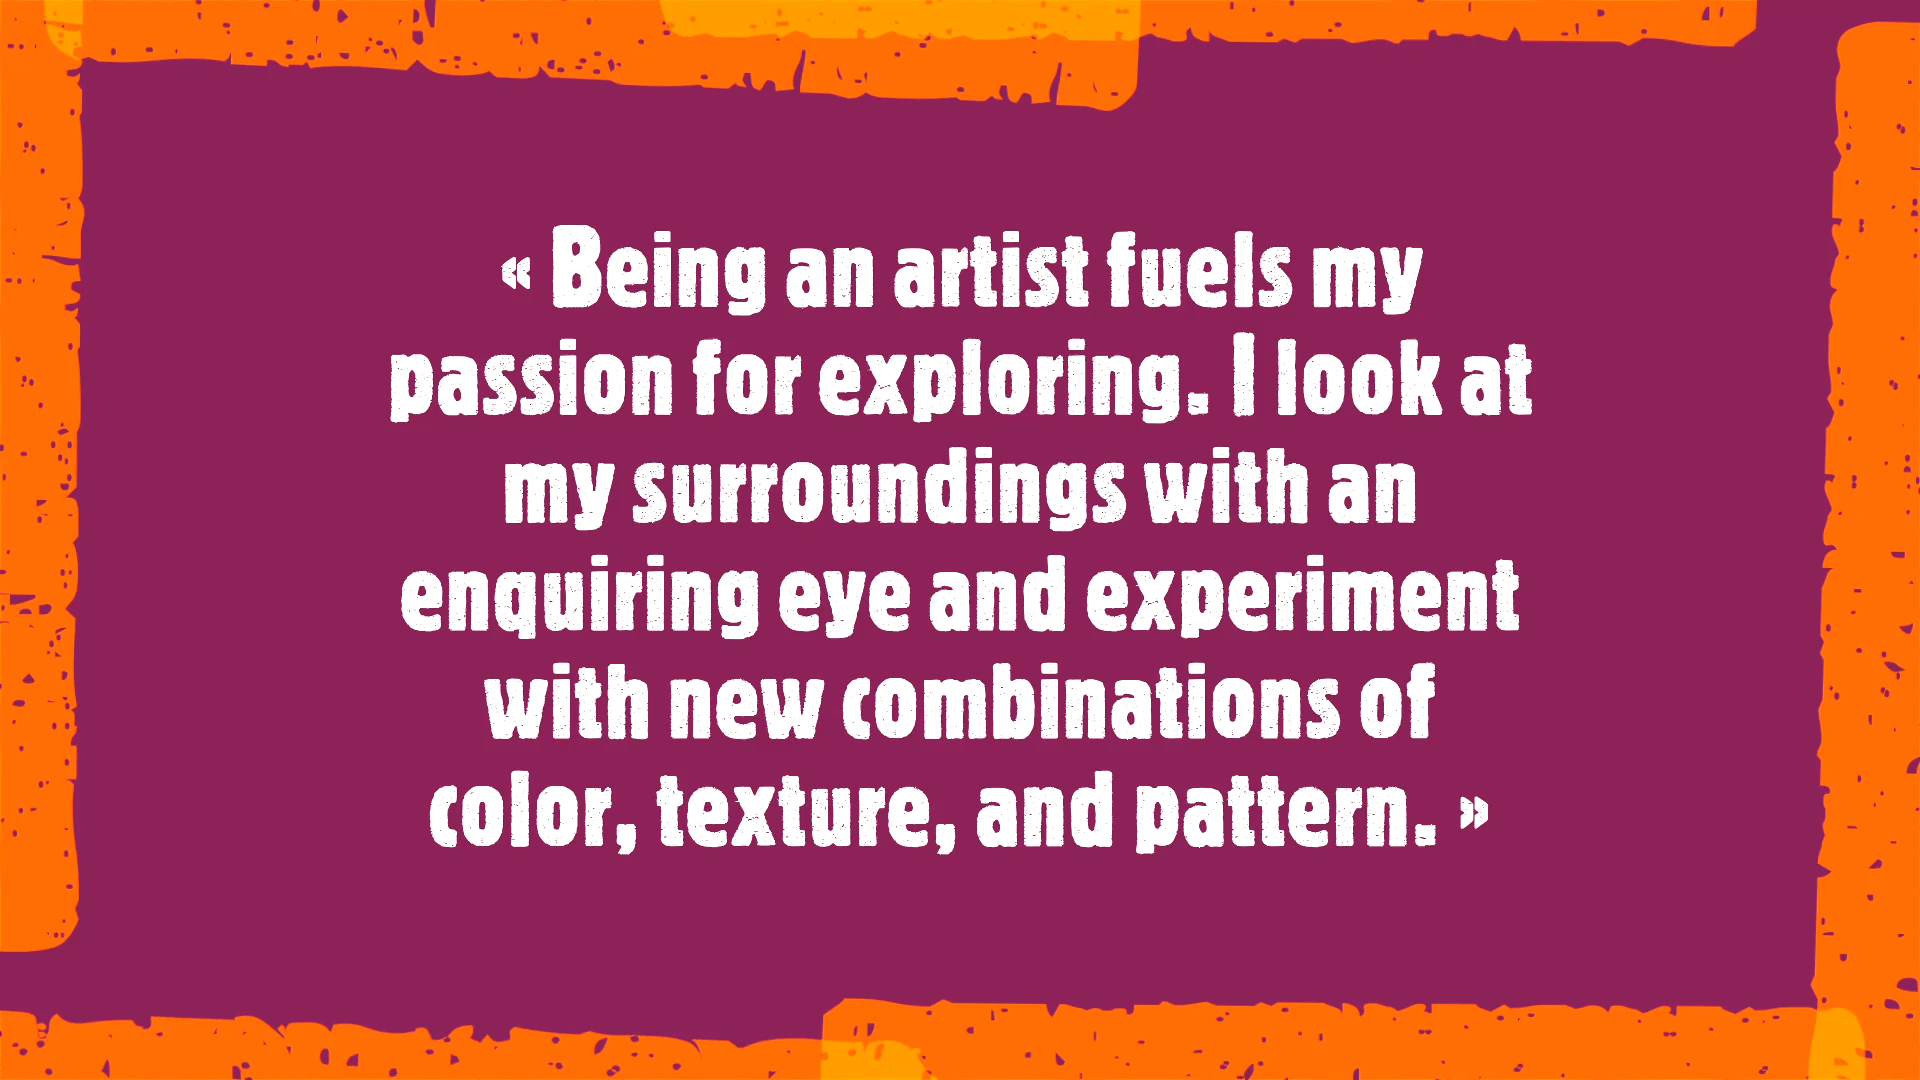 « Being an artist fuels my
passion for exploring. I look at
my surroundings with an
enquiring eye and experiment
with new combinations of
color, texture, and pattern. »